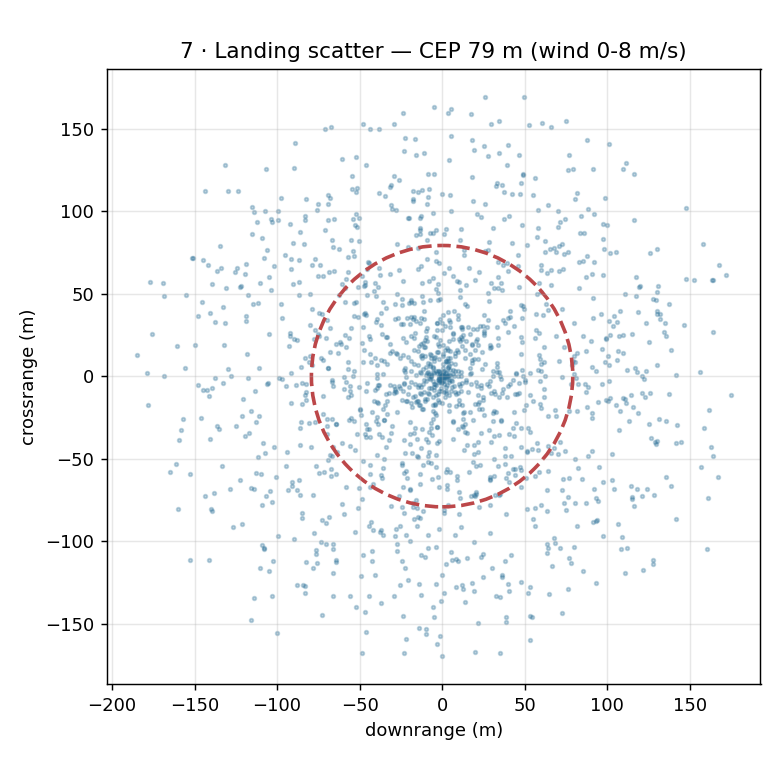 7 · Landing scatter — CEP 79 m (wind 0-8 m/s)
150
100
50
0
−50
−100
−150
crossrange (m)
−200 −150 −100 −50 0 50 100 150
downrange (m)